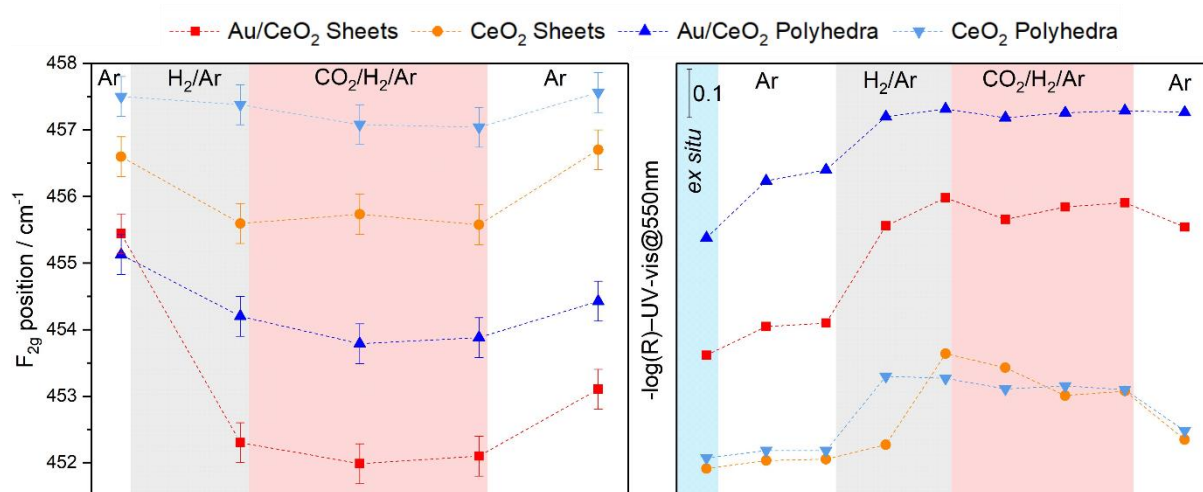 Au/CeO₂ Sheets CeO₂ Sheets Au/CeO₂ Polyhedra CeO₂ Polyhedra
Ar H₂/Ar CO₂/H₂/Ar Ar
458
457
456
455
454
453
452
F₂g position / cm⁻¹
0.1 Ar H₂/Ar CO₂/H₂/Ar Ar
ex situ
-log(R)–UV-vis@550nm